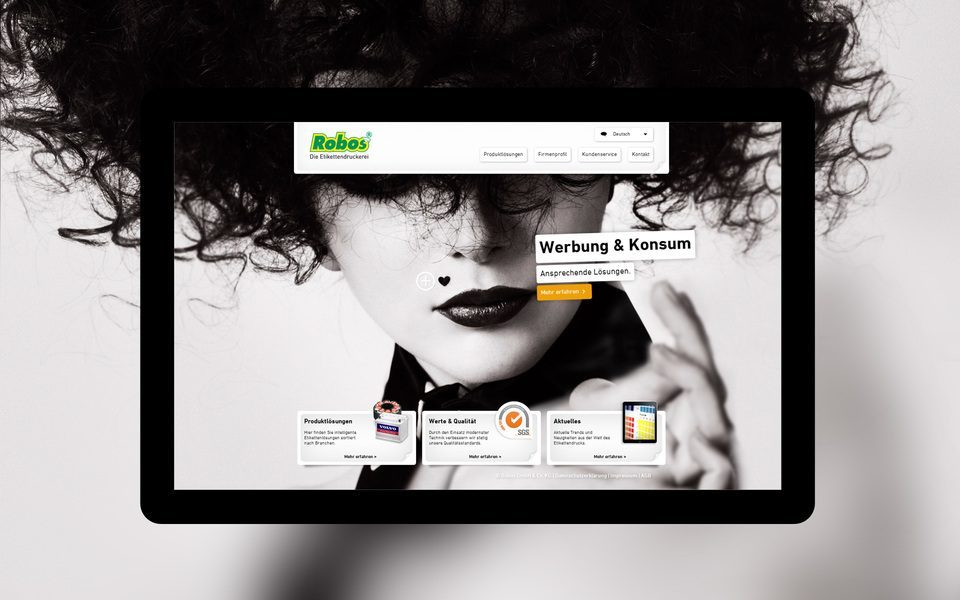 Robos®
Die Etikettendruckerei
Deutsch
Produktlösungen
Firmenprofil
Kundenservice
Kontakt
Werbung & Konsum
Ansprechende Lösungen.
Mehr erfahren >
Produktlösungen
Hier finden Sie intelligente
Etikettenlösungen sortiert
nach Branchen.
Mehr erfahren »
VOLVO
Werte & Qualität
Durch den Einsatz modernster
Technik verbessern wir stetig
unsere Qualitätsstandards.
Mehr erfahren »
SGS
Aktuelles
Aktuelle Trends und
Neuigkeiten aus der Welt des
Etikettendrucks.
Mehr erfahren »
GmbH & Co. KG | Datenschutzerklärung | Impressum | AGB